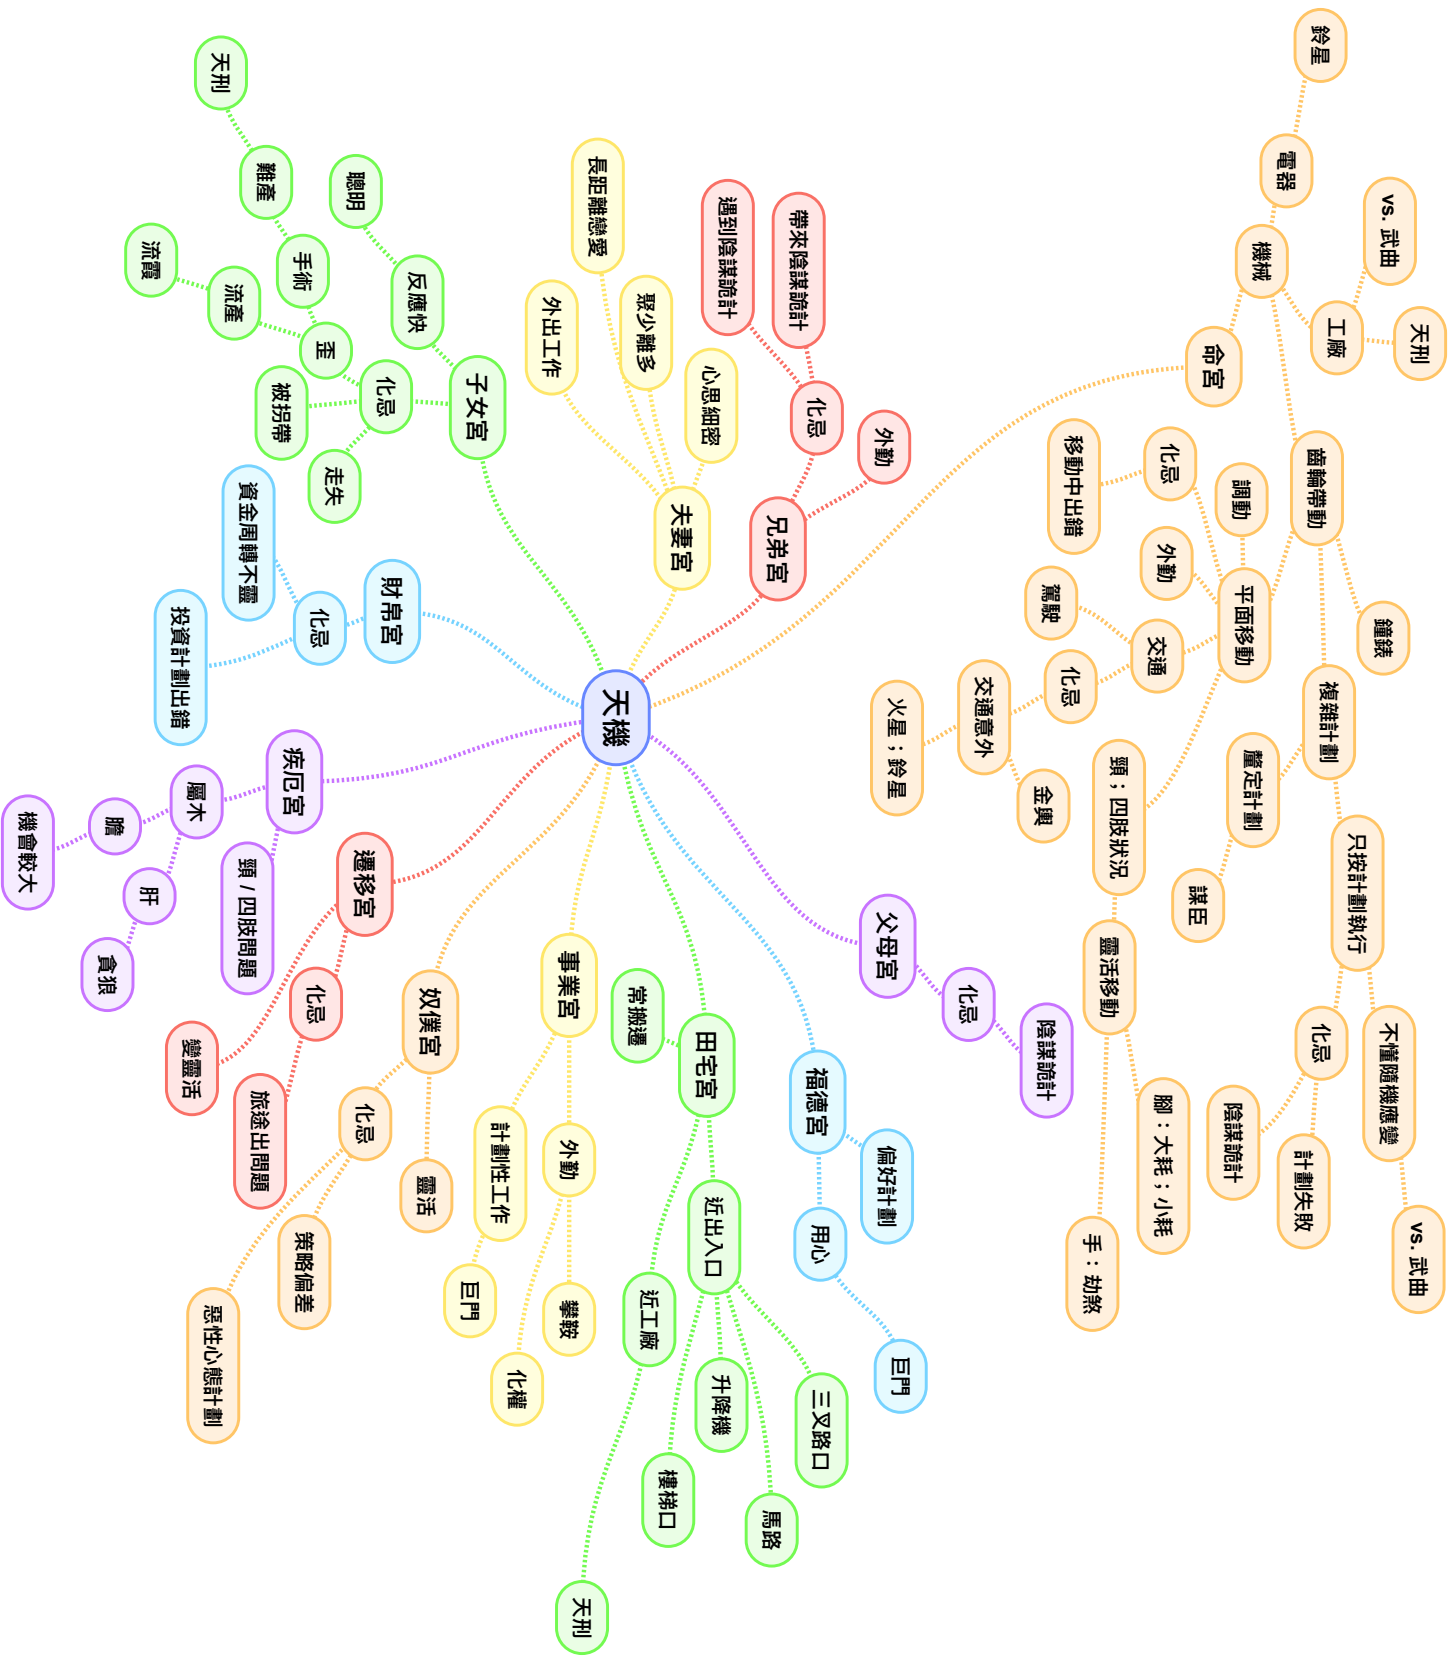 天機
命宮
機械
電器
鈴星
工廠
vs. 武曲
天刑
齒輪帶動
鐘錶
複雜計劃
釐定計劃
謀臣
只按計劃執行
不懂隨機應變
vs. 武曲
化忌
計劃失敗
陰謀詭計
平面移動
調動
化忌
移動中出錯
外勤
交通
駕駛
化忌
交通意外
火星；鈴星
金輿
頸；四肢狀況
靈活移動
腳：大耗；小耗
手：劫煞
兄弟宮
外勤
化忌
帶來陰謀詭計
遇到陰謀詭計
夫妻宮
心思細密
聚少離多
長距離戀愛
外出工作
子女宮
反應快
聰明
化忌
歪
手術
難產
天刑
流產
流霞
被拐帶
走失
財帛宮
化忌
資金周轉不靈
投資計劃出錯
疾厄宮
屬木
膽
機會較大
肝
貪狼
頸 / 四肢問題
遷移宮
化忌
旅途出問題
變靈活
奴僕宮
靈活
化忌
策略偏差
惡性心態計劃
事業宮
外勤
攀鞍
化權
計劃性工作
巨門
田宅宮
常搬遷
近出入口
三叉路口
馬路
升降機
樓梯口
近工廠
天刑
福德宮
偏好計劃
用心
巨門
父母宮
化忌
陰謀詭計